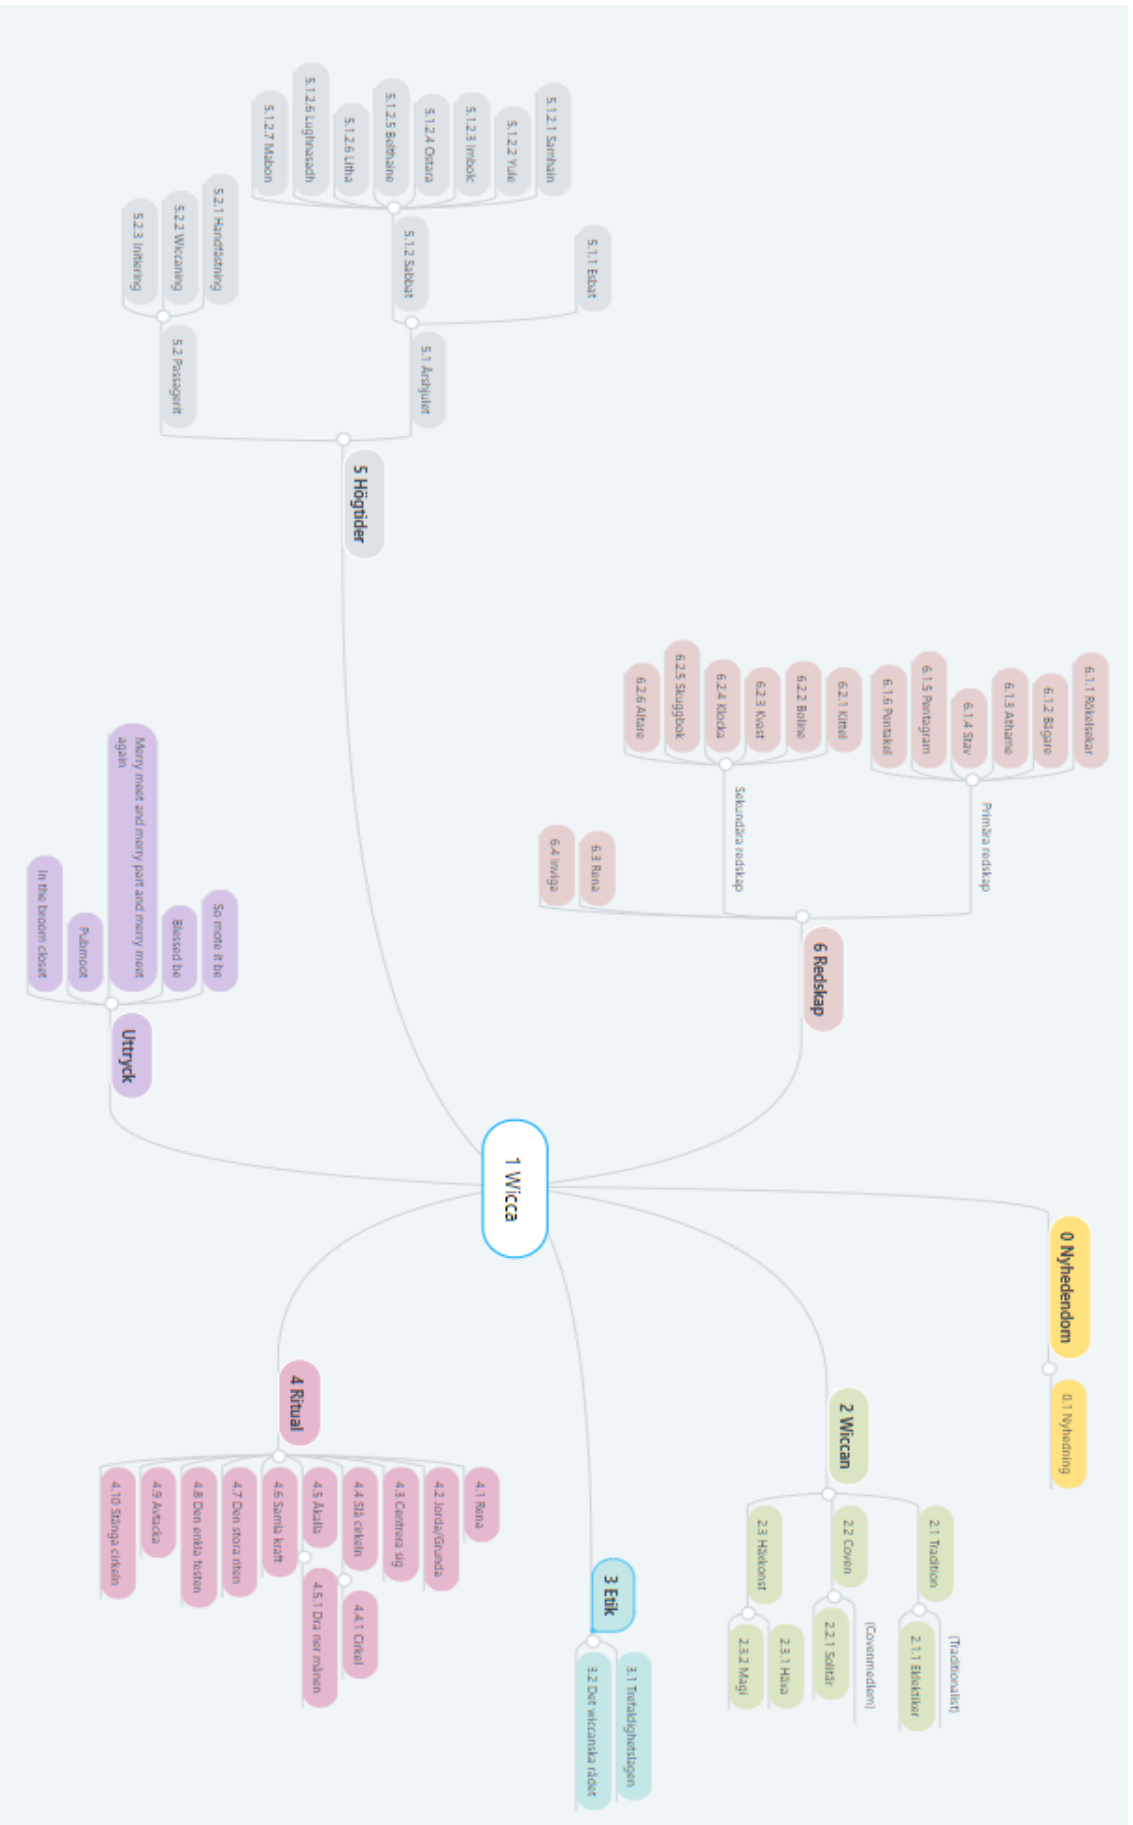 1 Wicca
0 Nyhedendom
0.1 Nyhedning
2 Wiccan
2.1 Tradition
(Traditionalist)
2.1.1 Eklektiker
2.2 Coven
(Covenmedlem)
2.2.1 Solitär
2.3 Häxkonst
2.3.1 Häxa
2.3.2 Magi
3 Etik
3.1 Trefaldighetslagen
3.2 Det wiccanska rådet
4 Ritual
4.1 Rena
4.2 Jorda/Grunda
4.3 Centrera sig
4.4 Slå cirkeln
4.4.1 Cirkel
4.5 Åkalla
4.5.1 Dra ner månen
4.6 Samla kraft
4.7 Den stora riten
4.8 Den enkla festen
4.9 Avtacka
4.10 Stänga cirkeln
6 Redskap
Primära redskap
6.1.1 Rökelsekar
6.1.2 Bägare
6.1.3 Athame
6.1.4 Stav
6.1.5 Pentagram
6.1.6 Pentakel
Sekundära redskap
6.2.1 Kittel
6.2.2 Boline
6.2.3 Kvast
6.2.4 Klocka
6.2.5 Skuggbok
6.2.6 Altare
6.3 Rena
6.4 Inviga
5 Högtider
5.1 Årshjulet
5.1.1 Esbat
5.1.2 Sabbat
5.1.2.1 Samhain
5.1.2.2 Yule
5.1.2.3 Imbolc
5.1.2.4 Ostara
5.1.2.5 Belthaine
5.1.2.6 Litha
5.1.2.6 Lughnasadh
5.1.2.7 Mabon
5.2 Passagerit
5.2.1 Handfästning
5.2.2 Wiccaning
5.2.3 Initiering
Uttryck
So mote it be
Blessed be
Merry meet and merry part and merry meet
again
Pubmoot
In the broom closet